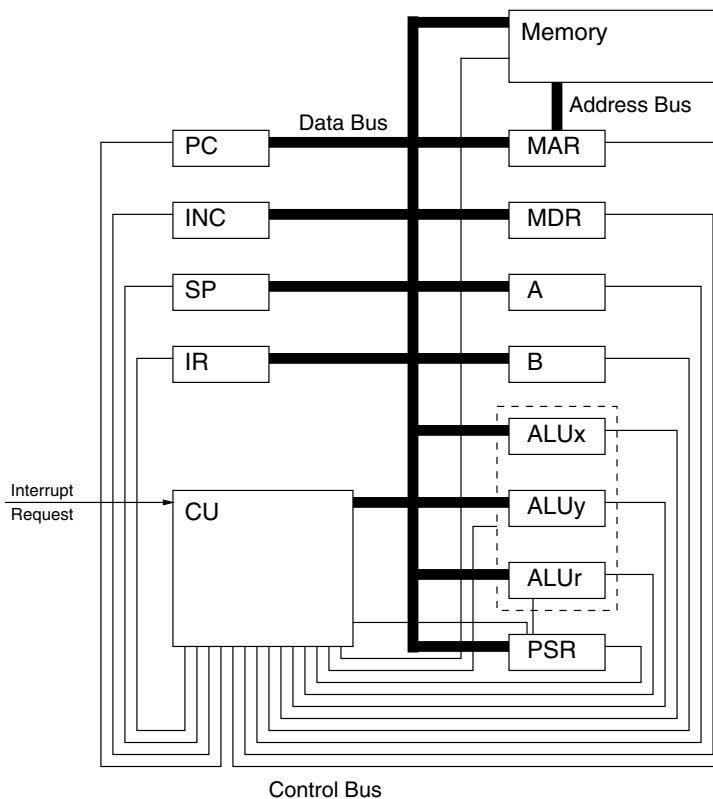 Memory
Address Bus
Data Bus
PC
MAR
INC
MDR
SP
A
IR
B
ALUx
Interrupt
Request
CU
ALUy
ALUr
PSR
Control Bus